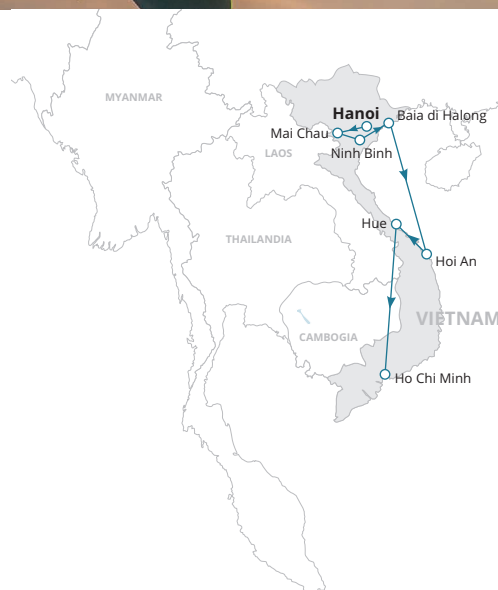 MYANMAR
Hanoi
Baia di Halong
Mai Chau
LAOS
Ninh Binh
Hue
THAILANDIA
Hoi An
VIETNAM
CAMBOGIA
Ho Chi Minh